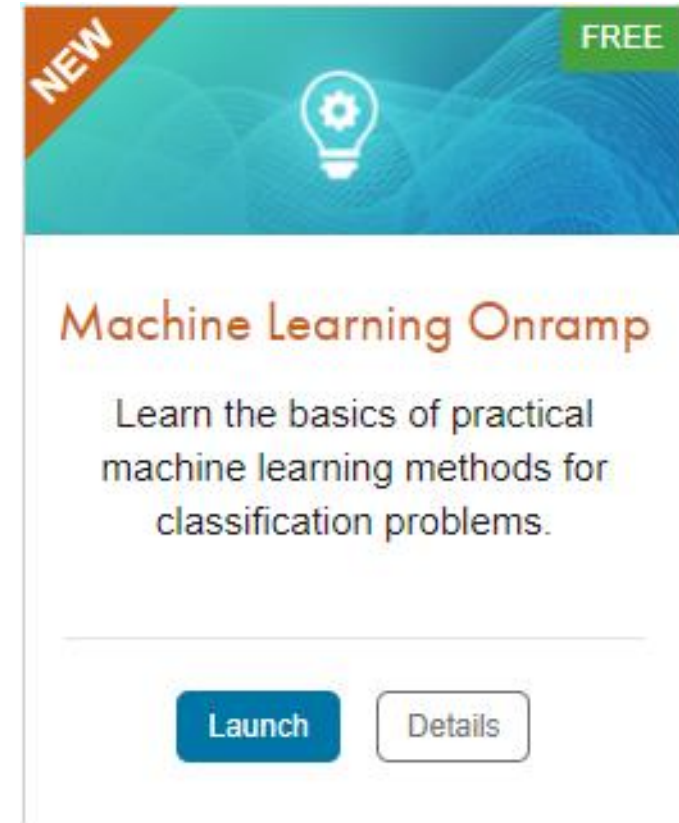 NEW
FREE
Machine Learning Onramp
Learn the basics of practical
machine learning methods for
classification problems.
Launch
Details